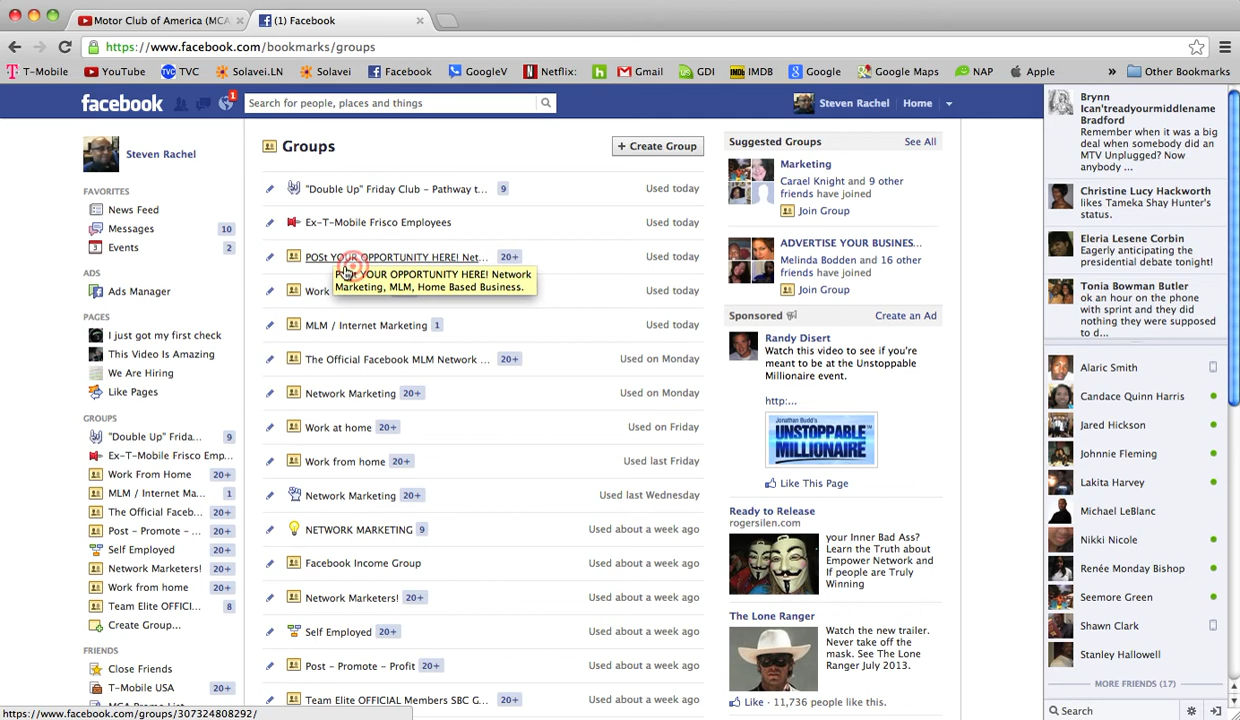 Motor Club of America (MCA
(1) Facebook
https://www.facebook.com/bookmarks/groups
T-Mobile YouTube TVC Solavei.LN Solavei Facebook GoogleV Netflix: Gmail GDI IMDB Google Google Maps NAP Apple » Other Bookmarks
facebook 1 Search for people, places and things Steven Rachel Home
Steven Rachel
FAVORITES
News Feed
Messages 10
Events 2
ADS
Ads Manager
PAGES
I just got my first check
This Video Is Amazing
We Are Hiring
Like Pages
GROUPS
"Double Up" Frida... 9
Ex-T-Mobile Frisco Emp...
Work From Home 20+
MLM / Internet Ma... 1
The Official Faceb... 20+
Post - Promote - ... 20+
Self Employed 20+
Network Marketers! 20+
Work from home 20+
Team Elite OFFICI... 8
Create Group...
FRIENDS
Close Friends
T-Mobile USA 20+
https://www.facebook.com/groups/307324808292/
Groups + Create Group
"Double Up" Friday Club - Pathway t... 9 Used today
Ex-T-Mobile Frisco Employees Used today
POSt YOUR OPPORTUNITY HERE! Net... 20+ Used today
YOUR OPPORTUNITY HERE! Network
Marketing, MLM, Home Based Business.
Work Used today
MLM / Internet Marketing 1 Used today
The Official Facebook MLM Network ... 20+ Used on Monday
Network Marketing 20+ Used on Monday
Work at home 20+ Used on Friday
Work from home 20+ Used last Friday
Network Marketing 20+ Used last Wednesday
NETWORK MARKETING 9 Used about a week ago
Facebook Income Group Used about a week ago
Network Marketers! 20+ Used about a week ago
Self Employed 20+ Used about a week ago
Post - Promote - Profit 20+ Used about a week ago
Team Elite OFFICIAL Members SBC G... 20+ Used about a week ago
Suggested Groups See All
Marketing
Carael Knight and 9 other
friends have joined
Join Group
ADVERTISE YOUR BUSINES...
Melinda Bodden and 16 other
friends have joined
Join Group
Sponsored Create an Ad
Randy Disert
Watch this video to see if you're
meant to be at the Unstoppable
Millionaire event.
http:...
Jonathan Budd's
UNSTOPPABLE
MILLIONAIRE
Like This Page
Ready to Release
rogersilen.com
your Inner Bad Ass?
Learn the Truth about
Empower Network and
If people are Truly
Winning
The Lone Ranger
Watch the new trailer.
Never take off the
mask. See The Lone
Ranger July 2013.
Like · 11,736 people like this.
Brynn
Ican'treadyourmiddlename
Bradford
Remember when it was a big
deal when somebody did an
MTV Unplugged? Now
anybody ...
Christine Lucy Hackworth
likes Tameka Shay Hunter's
status.
Eleria Lesene Corbin
Eagerly anticipating the
presidential debate tonight!
Tonia Bowman Butler
ok an hour on the phone
with sprint and they did
nothing they were supposed
to d...
Alaric Smith
Candace Quinn Harris
Jared Hickson
Johnnie Fleming
Lakita Harvey
Michael LeBlanc
Nikki Nicole
Renée Monday Bishop
Seemore Green
Shawn Clark
Stanley Hallowell
MORE FRIENDS (17)
Search